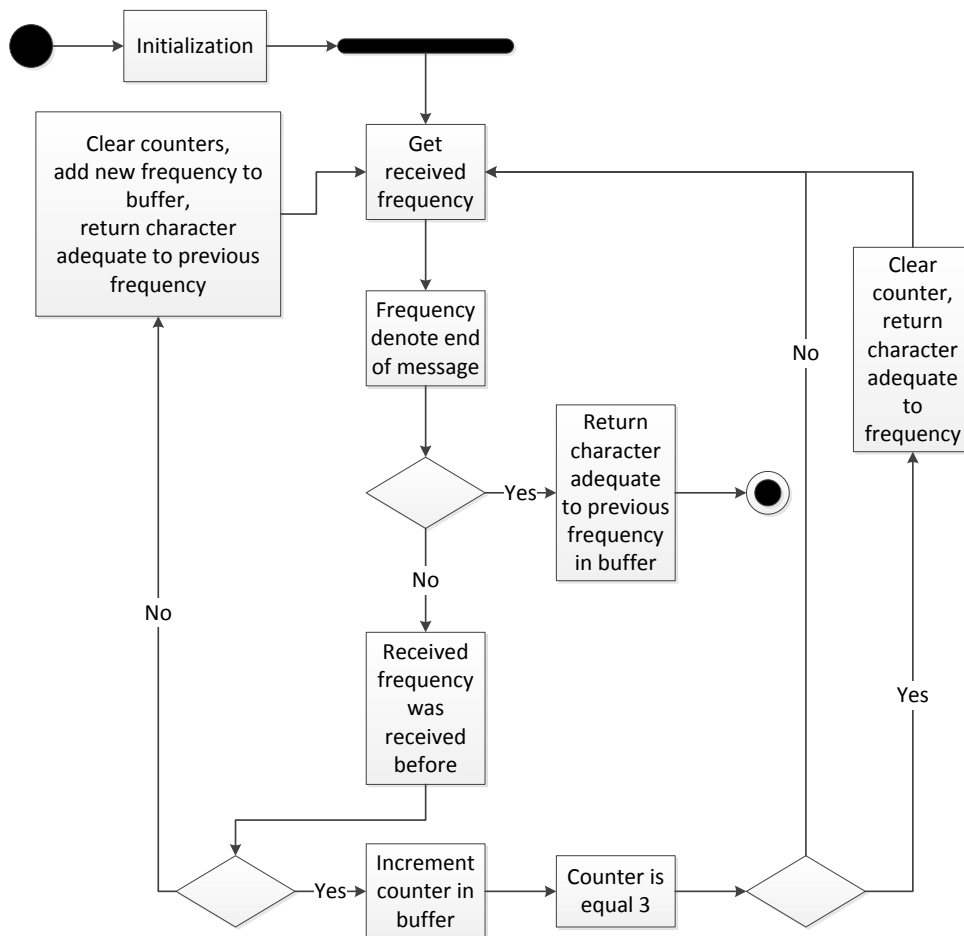 Initialization
Clear counters,
add new frequency to
buffer,
return character
adequate to previous
frequency
Get
received
frequency
Clear
counter,
return
character
adequate
to
frequency
Frequency
denote end
of message
No
Return
character
adequate
to previous
frequency
in buffer
Yes
No
No
Received
frequency
was
received
before
Yes
Yes
Increment
counter in
buffer
Counter is
equal 3